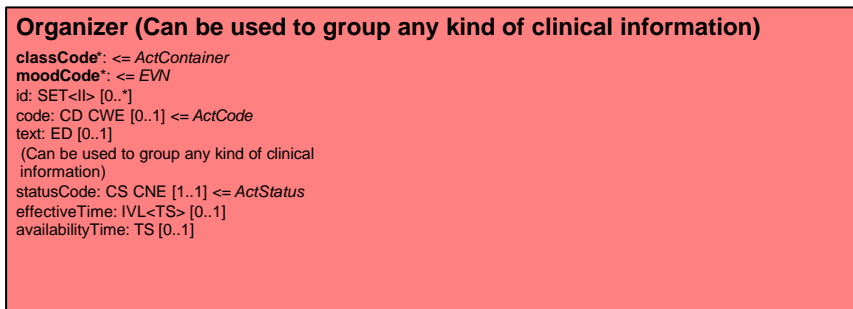 Organizer (Can be used to group any kind of clinical information)
classCode*: <= ActContainer
moodCode*: <= EVN
id: SET<II> [0..*]
code: CD CWE [0..1] <= ActCode
text: ED [0..1]
(Can be used to group any kind of clinical
information)
statusCode: CS CNE [1..1] <= ActStatus
effectiveTime: IVL<TS> [0..1]
availabilityTime: TS [0..1]